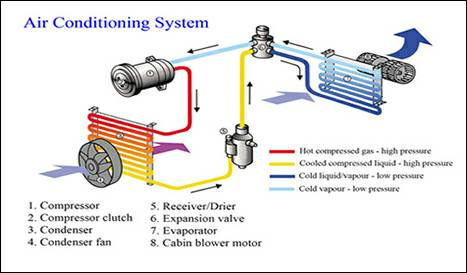 Air Conditioning System
Hot compressed gas - high pressure
Cooled compressed liquid - high pressure
Cold liquid/vapour - low pressure
Cold vapour - low pressure
1. Compressor
2. Compressor clutch
3. Condenser
4. Condenser fan
5. Receiver/Drier
6. Expansion valve
7. Evaporator
8. Cabin blower motor